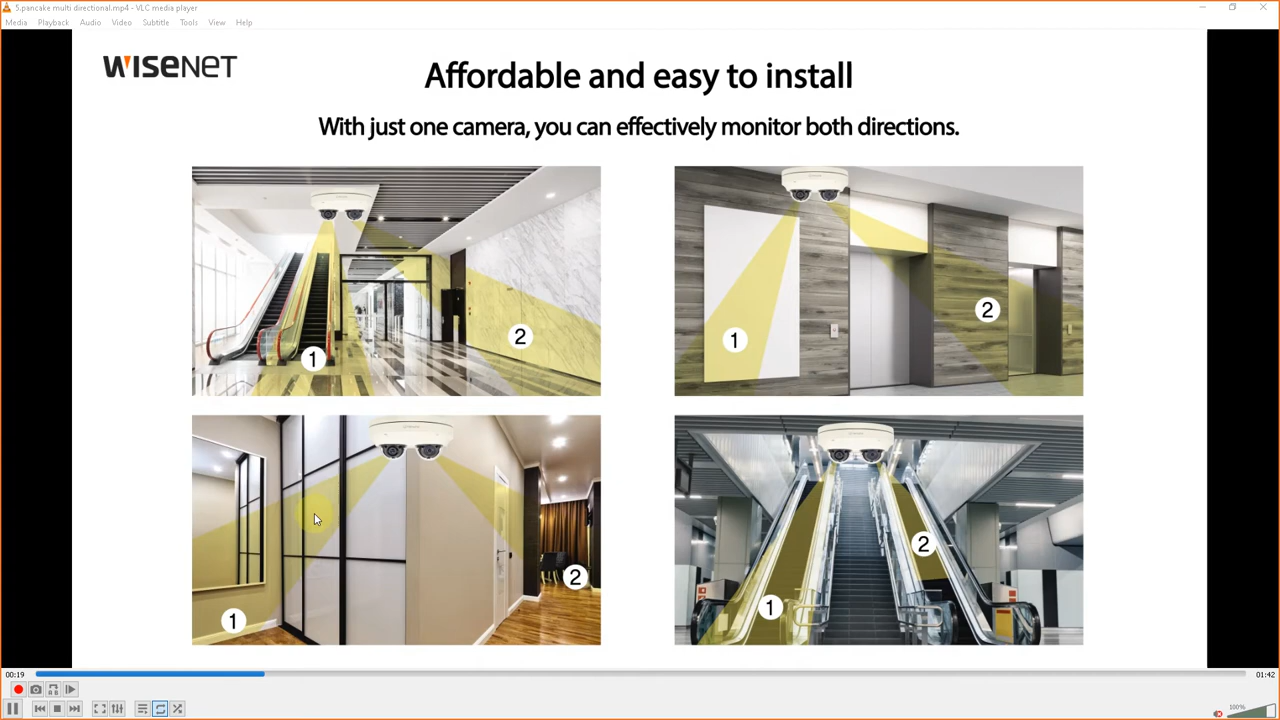 5.pancake multi directional.mp4 - VLC media player
Media Playback Audio Video Subtitle Tools View Help
WISENET
Affordable and easy to install
With just one camera, you can effectively monitor both directions.
1
2
1
2
1
2
1
2
00:19
01:42
100%